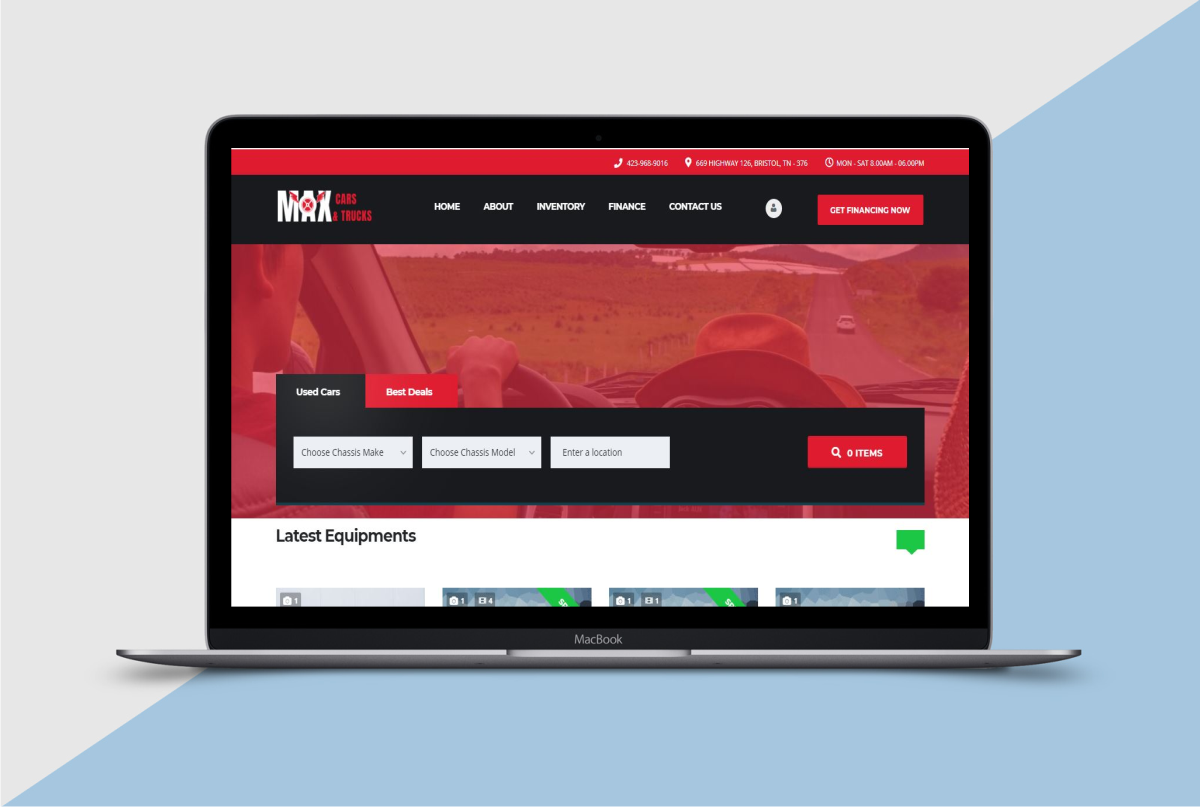 423-968-9016 669 HIGHWAY 126, BRISTOL, TN - 376 MON - SAT 8.00AM - 06.00PM
MAX CARS
& TRUCKS
HOME ABOUT INVENTORY FINANCE CONTACT US GET FINANCING NOW
Used Cars Best Deals
Choose Chassis Make Choose Chassis Model Enter a location 0 ITEMS
Latest Equipments
1 1 4 1 1 1
MacBook